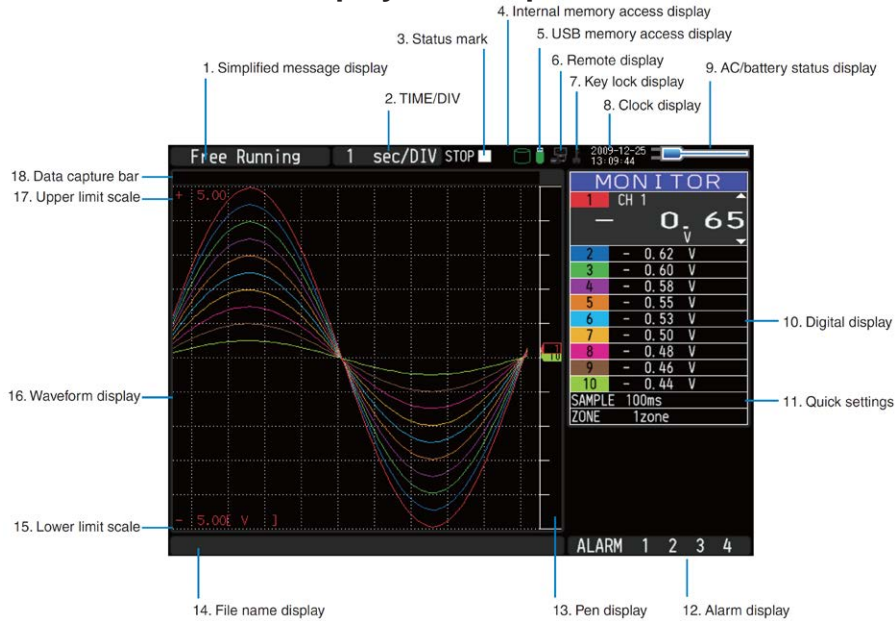 4. Internal memory access display
5. USB memory access display
3. Status mark
6. Remote display
1. Simplified message display
7. Key lock display
9. AC/battery status display
2. TIME/DIV
8. Clock display
Free Running 1 sec/DIV STOP 2009-12-25
13:09:44
18. Data capture bar
17. Upper limit scale
+ 5.00
MONITOR
1 CH 1
- 0.65
V
2 - 0.62 V
3 - 0.60 V
4 - 0.58 V
5 - 0.55 V
6 - 0.53 V
7 - 0.50 V
8 - 0.48 V
9 - 0.46 V
10 - 0.44 V
SAMPLE 100ms
ZONE 1zone
10. Digital display
11. Quick settings
1
10
16. Waveform display
15. Lower limit scale
- 5.00[ V ]
ALARM 1 2 3 4
14. File name display
13. Pen display
12. Alarm display